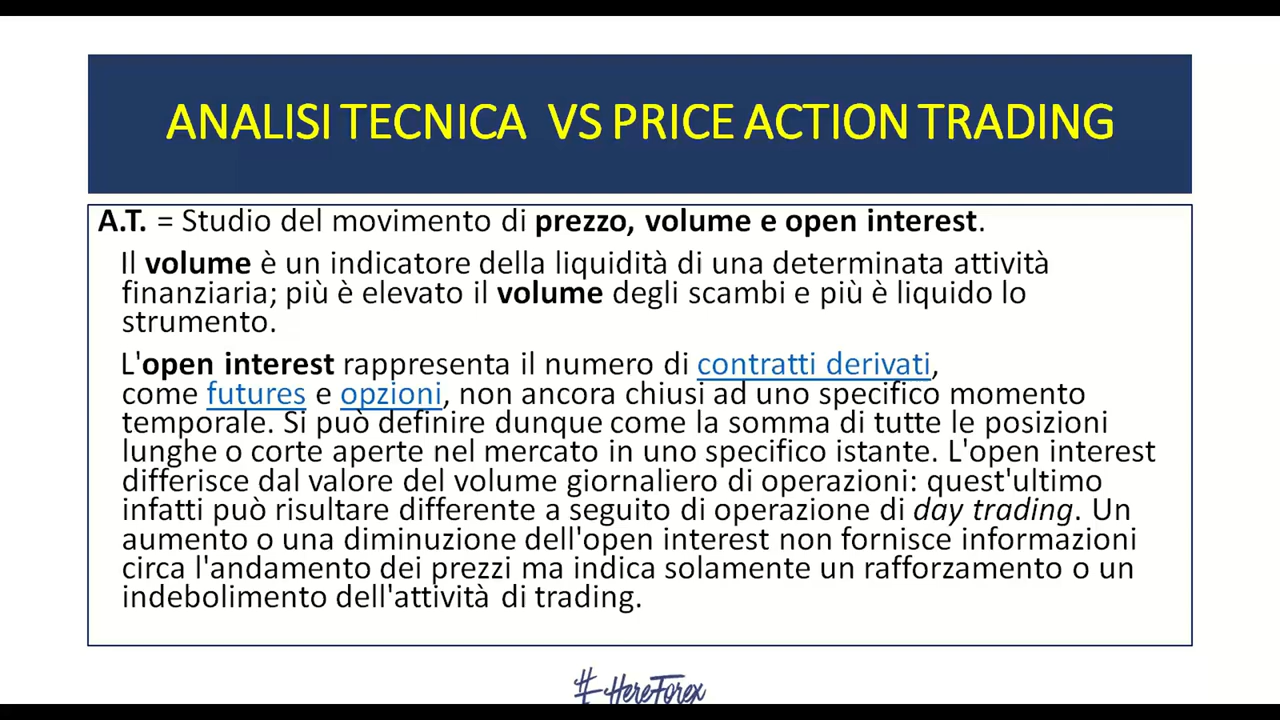 ANALISI TECNICA VS PRICE ACTION TRADING
A.T. = Studio del movimento di prezzo, volume e open interest.
Il volume è un indicatore della liquidità di una determinata attività
finanziaria; più è elevato il volume degli scambi e più è liquido lo
strumento.
L'open interest rappresenta il numero di contratti derivati,
come futures e opzioni, non ancora chiusi ad uno specifico momento
temporale. Si può definire dunque come la somma di tutte le posizioni
lunghe o corte aperte nel mercato in uno specifico istante. L'open interest
differisce dal valore del volume giornaliero di operazioni: quest'ultimo
infatti può risultare differente a seguito di operazione di day trading. Un
aumento o una diminuzione dell'open interest non fornisce informazioni
circa l'andamento dei prezzi ma indica solamente un rafforzamento o un
indebolimento dell'attività di trading.
#HereForex